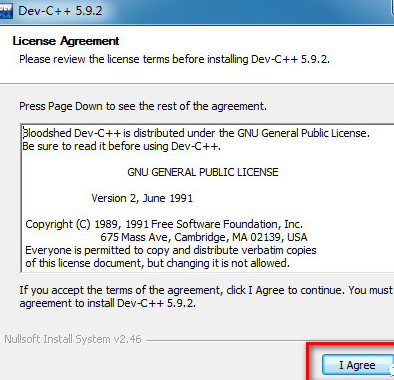 DEV
Dev-C++ 5.9.2
License Agreement
Please review the license terms before installing Dev-C++ 5.9.2.
Press Page Down to see the rest of the agreement.
Bloodshed Dev-C++ is distributed under the GNU General Public License.
Be sure to read it before using Dev-C++.
GNU GENERAL PUBLIC LICENSE
Version 2, June 1991
Copyright (C) 1989, 1991 Free Software Foundation, Inc.
675 Mass Ave, Cambridge, MA 02139, USA
Everyone is permitted to copy and distribute verbatim copies
of this license document, but changing it is not allowed.
If you accept the terms of the agreement, click I Agree to continue. You must
agreement to install Dev-C++ 5.9.2.
Nullsoft Install System v2.46
I Agree